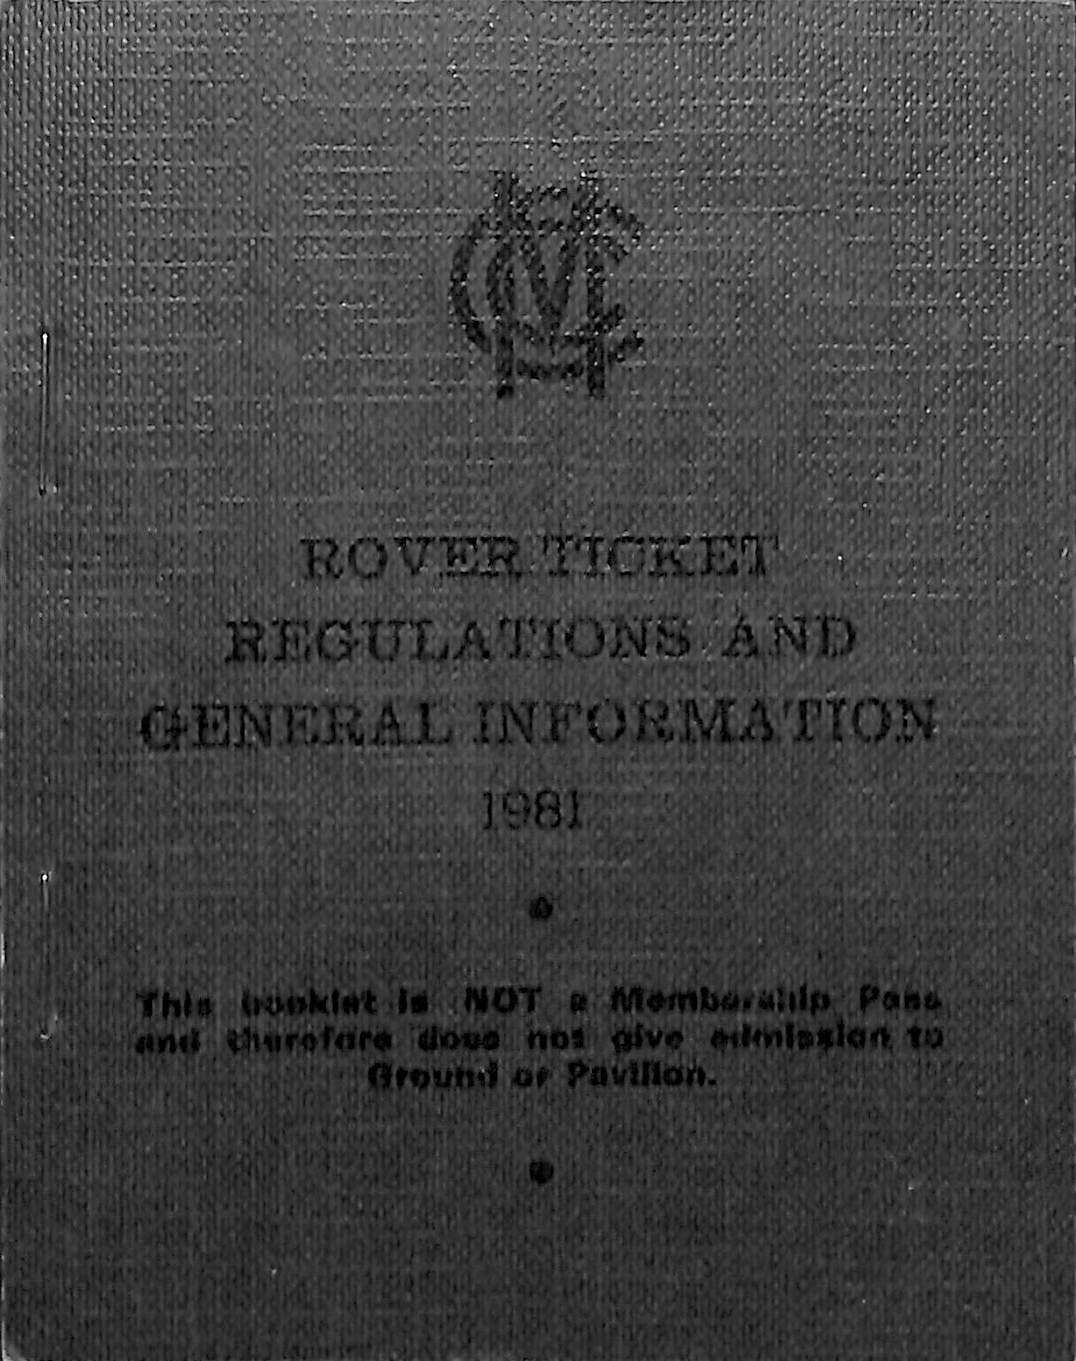 MCC
ROVER TICKET
REGULATIONS AND
GENERAL INFORMATION
1981
This booklet is NOT a Membership Pass
and therefore does not give admission to
Ground or Pavilion.